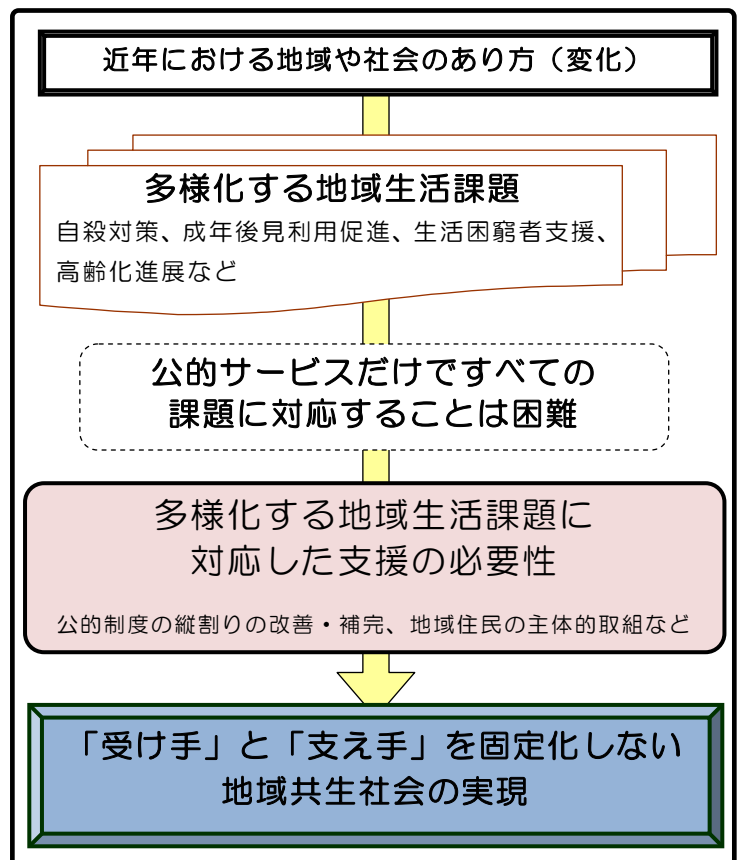 近年における地域や社会のあり方（変化）
多様化する地域生活課題
自殺対策、成年後見利用促進、生活困窮者支援、
高齢化進展など
公的サービスだけですべての
課題に対応することは困難
多様化する地域生活課題に
対応した支援の必要性
公的制度の縦割りの改善・補完、地域住民の主体的取組など
「受け手」と「支え手」を固定化しない
地域共生社会の実現